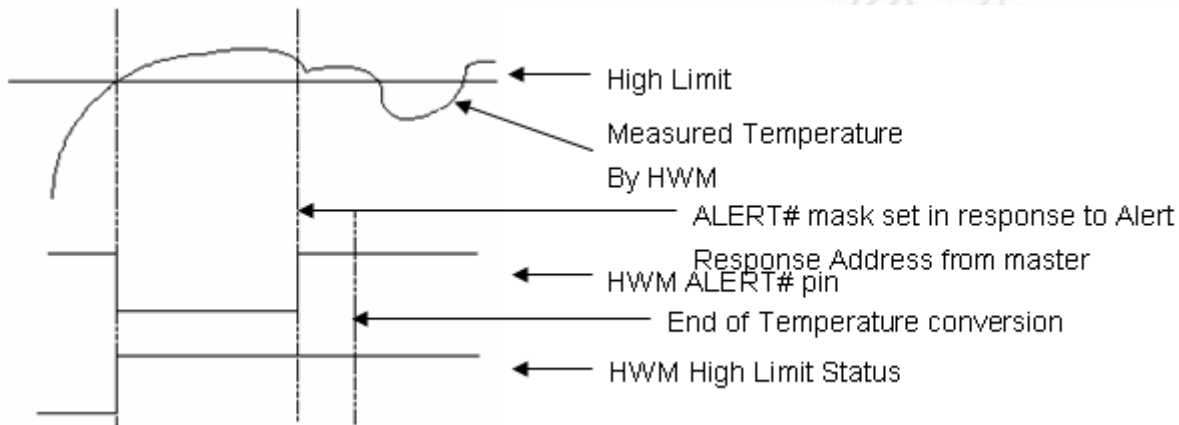 High Limit
Measured Temperature
By HWM
ALERT# mask set in response to Alert
Response Address from master
HWM ALERT# pin
End of Temperature conversion
HWM High Limit Status